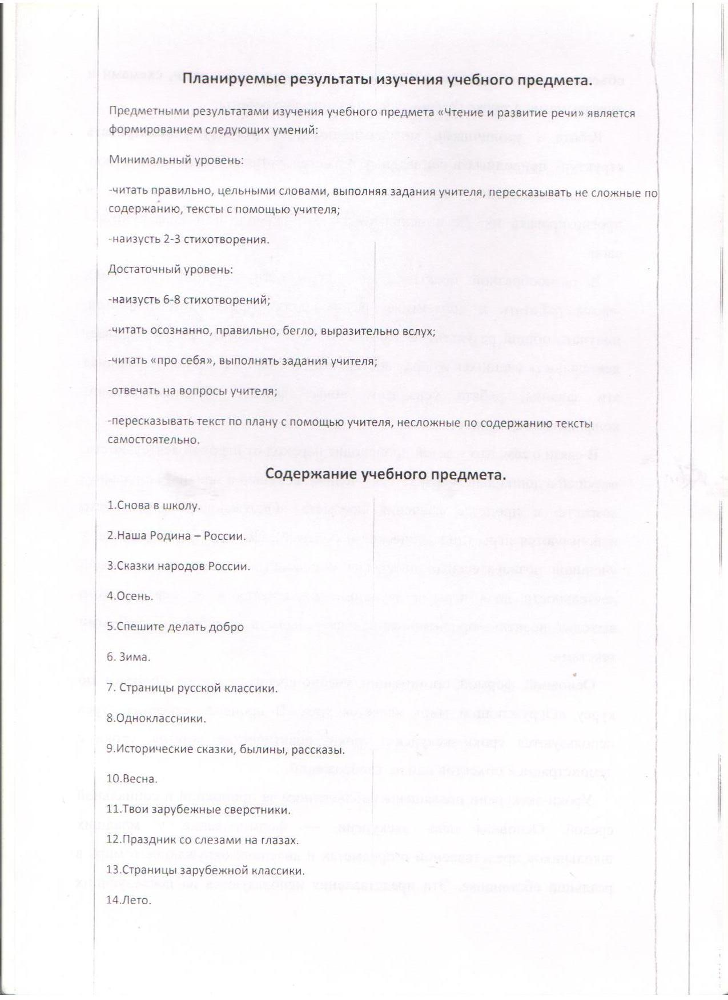 Планируемые результаты изучения учебного предмета.
Предметными результатами изучения учебного предмета «Чтение и развитие речи» является
формированием следующих умений:
Минимальный уровень:
-читать правильно, цельными словами, выполняя задания учителя, пересказывать не сложные по
содержанию, тексты с помощью учителя;
-наизусть 2-3 стихотворения.
Достаточный уровень:
-наизусть 6-8 стихотворений;
-читать осознанно, правильно, бегло, выразительно вслух;
-читать «про себя», выполнять задания учителя;
-отвечать на вопросы учителя;
-пересказывать текст по плану с помощью учителя, несложные по содержанию тексты
самостоятельно.
Содержание учебного предмета.
1.Снова в школу.
2.Наша Родина – России.
3.Сказки народов России.
4.Осень.
5.Спешите делать добро
6. Зима.
7. Страницы русской классики.
8.Одноклассники.
9.Исторические сказки, былины, рассказы.
10.Весна.
11.Твои зарубежные сверстники.
12.Праздник со слезами на глазах.
13.Страницы зарубежной классики.
14.Лето.